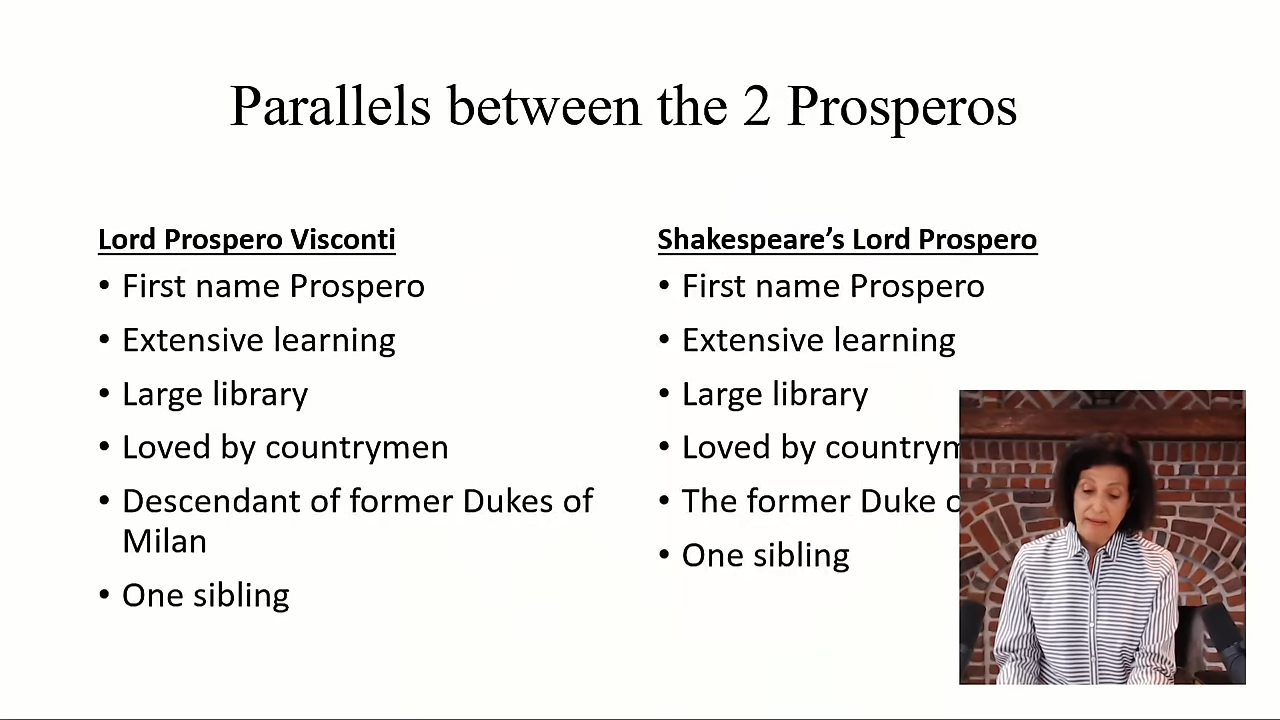 Parallels between the 2 Prosperos
Lord Prospero Visconti
• First name Prospero
• Extensive learning
• Large library
• Loved by countrymen
• Descendant of former Dukes of
Milan
• One sibling
Shakespeare’s Lord Prospero
• First name Prospero
• Extensive learning
• Large library
• Loved by
• The former Duke
• One sibling